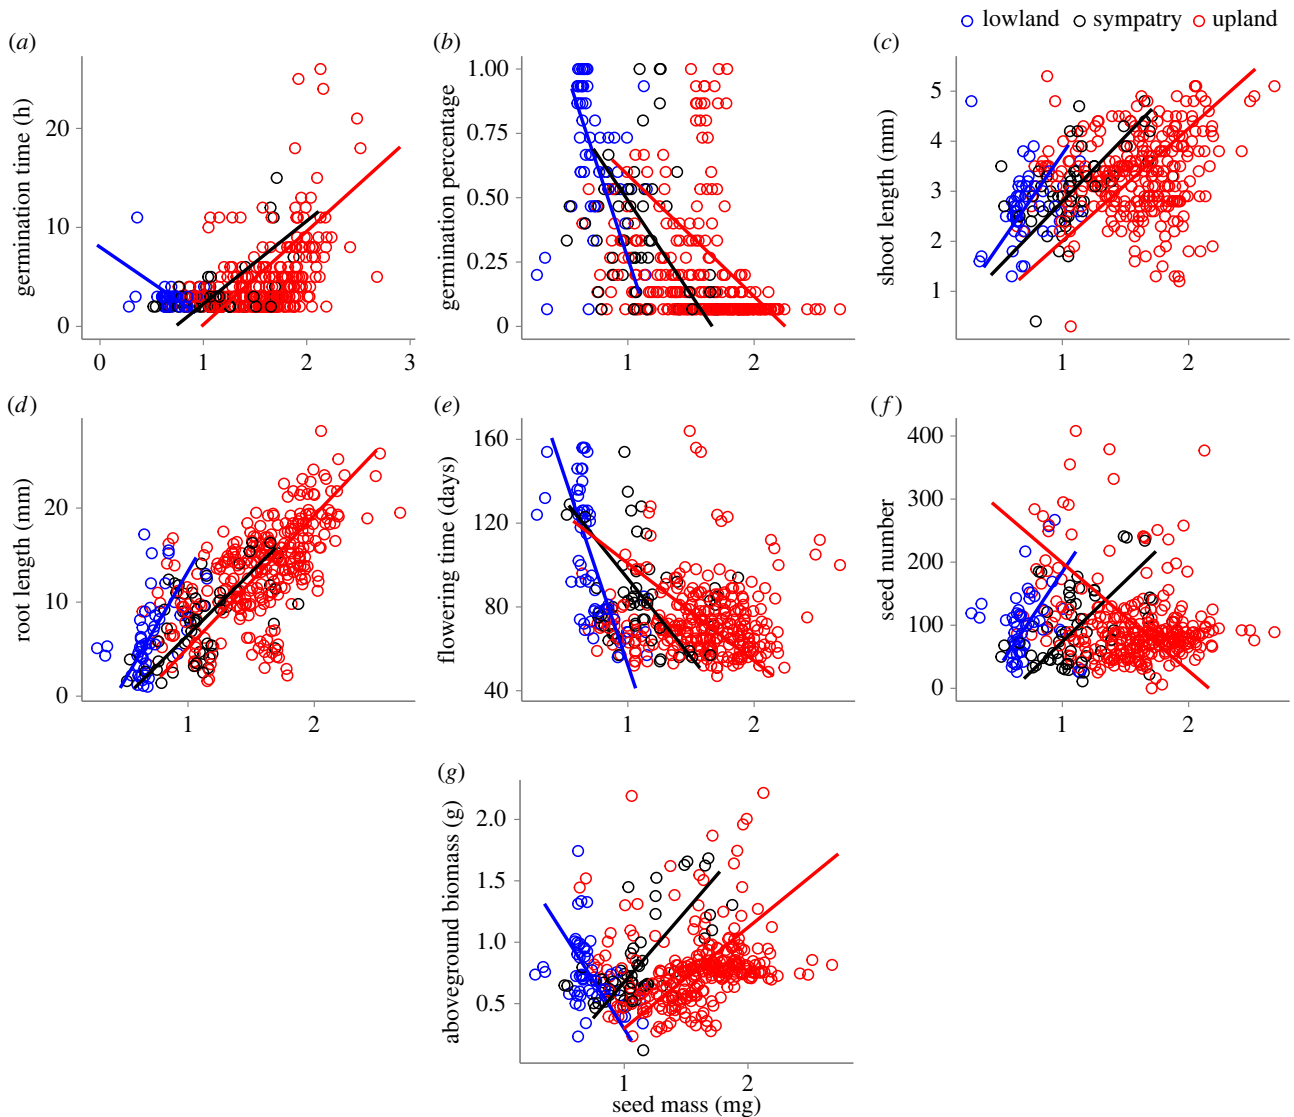 lowland sympatry upland
(a) (b) (c)
germination time (h)
20
10
0
0 1 2 3
germination percentage
1.00
0.75
0.50
0.25
0
1 2
shoot length (mm)
5
4
3
2
1
1 2
(d) (e) (f)
root length (mm)
20
10
0
1 2
flowering time (days)
160
120
80
40
1 2
seed number
400
300
200
100
0
1 2
(g)
aboveground biomass (g)
2.0
1.5
1.0
0.5
1 2
seed mass (mg)